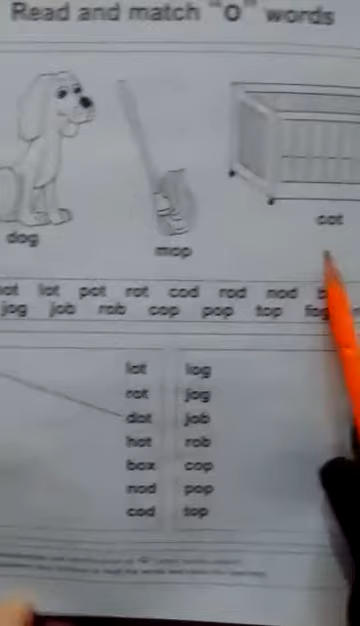 Read and match "O" words
dog
mop
cot
lot pot rot cod rod nod
jog job rob cop pop top
lot log
rot jog
dot job
hot rob
box cop
nod pop
cod top